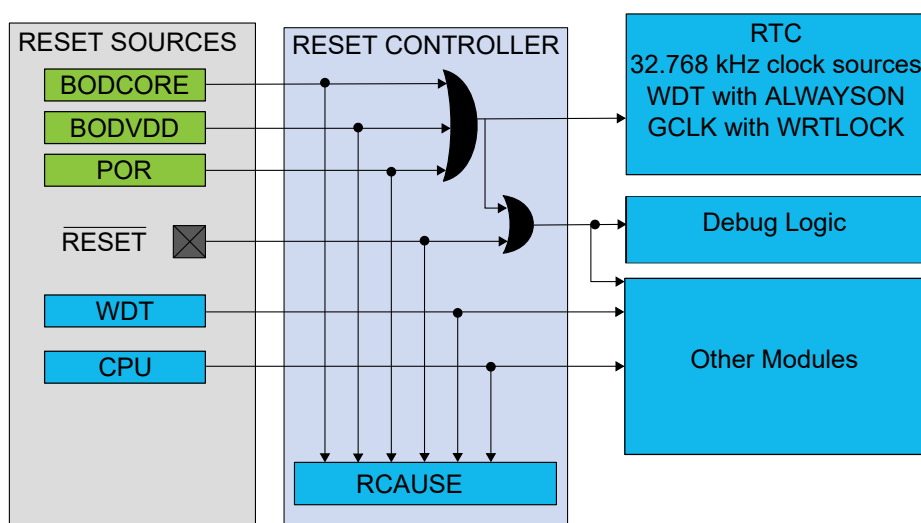 RESET SOURCES
BODCORE
BODVDD
POR
RESET
WDT
CPU
RESET CONTROLLER
RCAUSE
RTC
32.768 kHz clock sources
WDT with ALWAYSON
GCLK with WRTLOCK
Debug Logic
Other Modules